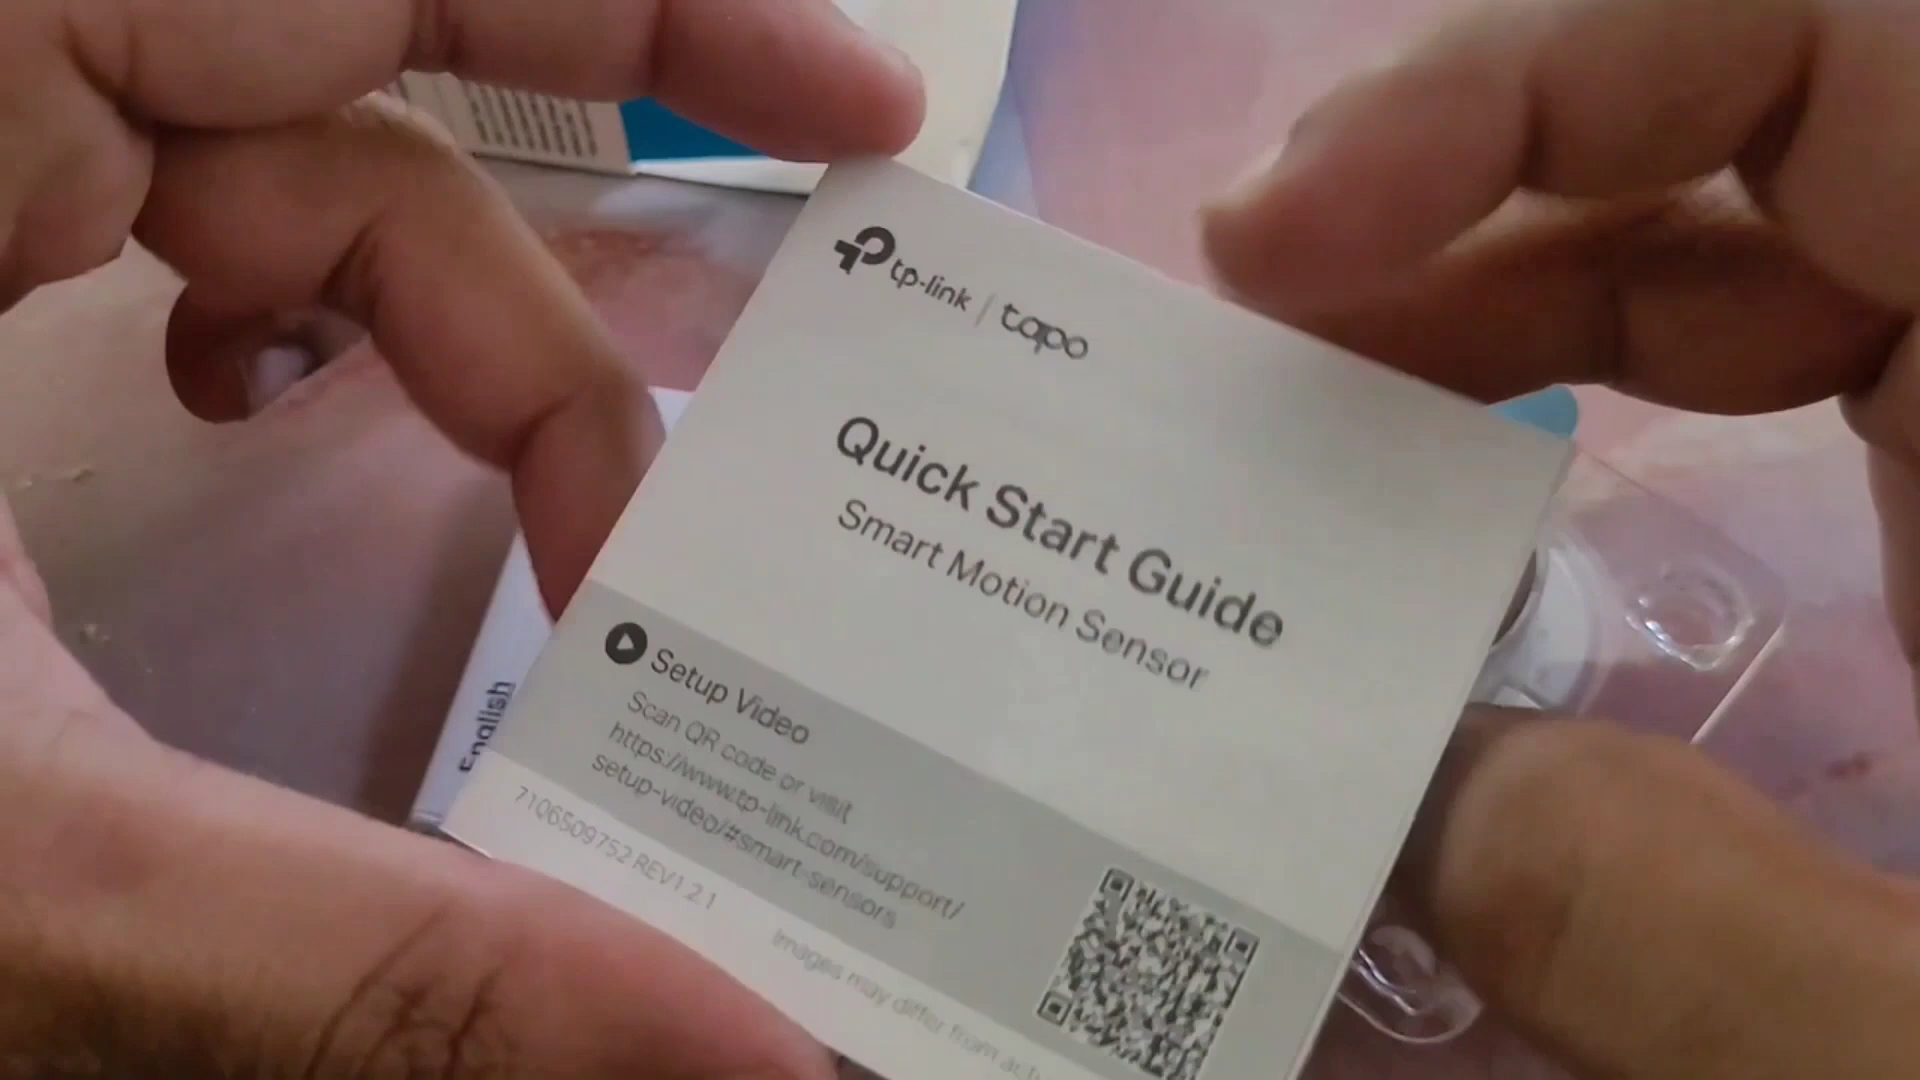 tp-link | tapo
Quick Start Guide
Smart Motion Sensor
Setup Video
Scan QR code or visit
https://www.tp-link.com/support/
setup-video/#smart-sensors
7106509752 REV1.2.1
Images may differ from
English